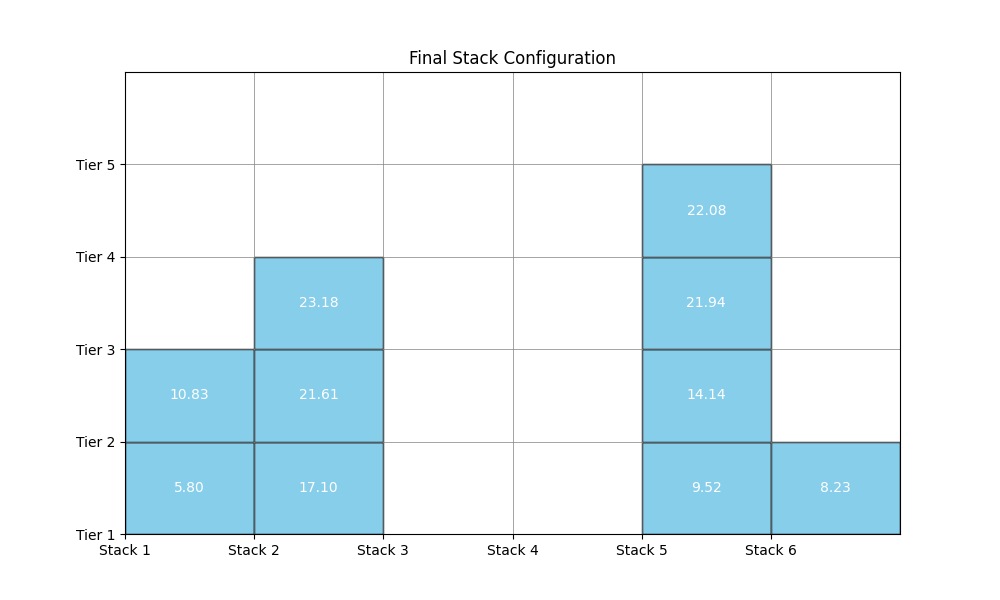 Final Stack Configuration
Tier 5
22.08
Tier 4
23.18
21.94
Tier 3
10.83
21.61
14.14
Tier 2
5.80
17.10
9.52
8.23
Tier 1
Stack 1
Stack 2
Stack 3
Stack 4
Stack 5
Stack 6